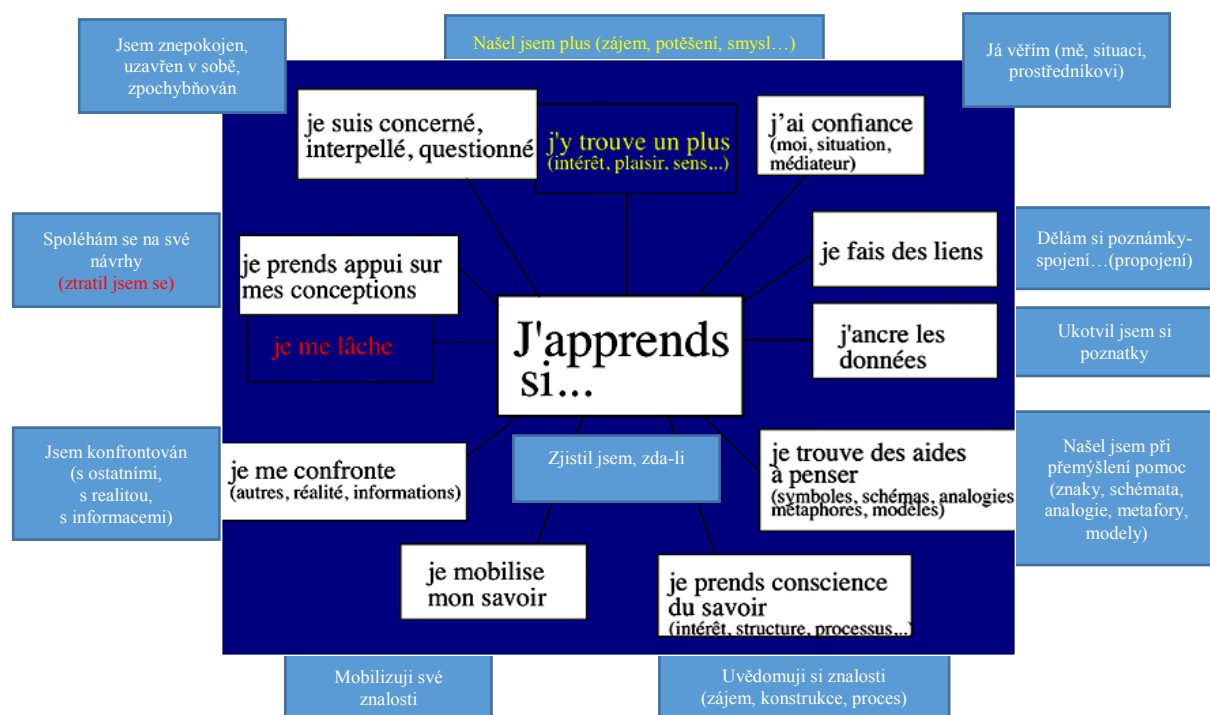 Jsem znepokojen,
uzavřen v sobě,
zpochybňován
Našel jsem plus (zájem, potěšení, smysl…)
Já věřím (mě, situaci,
prostředníkovi)
je suis concerné,
interpellé, questionné
j'y trouve un plus
(intérêt, plaisir, sens,..)
j'ai confiance
(moi, situation,
médiateur)
Spoléhám se na své
návrhy
(ztratil jsem se)
je prends appui sur
mes conceptions
je fais des liens
Dělám si poznámky-
spojení…(propojení)
je me lâche
J'apprends
si...
j'ancre les
données
Ukotvil jsem si
poznatky
Jsem konfrontován
(s ostatními,
s realitou,
s informacemi)
je me confronte
(autres, réalité, informations)
Zjistil jsem, zda-li
je trouve des aides
à penser
(symboles, schémas, analogies
métaphores, modèles)
Našel jsem při
přemýšlení pomoc
(znaky, schémata,
analogie, metafory,
modely)
je mobilise
mon savoir
je prends conscience
du savoir
(intérêt, structure, processus,..)
Mobilizuji své
znalosti
Uvědomuji si znalosti
(zájem, konstrukce, proces)